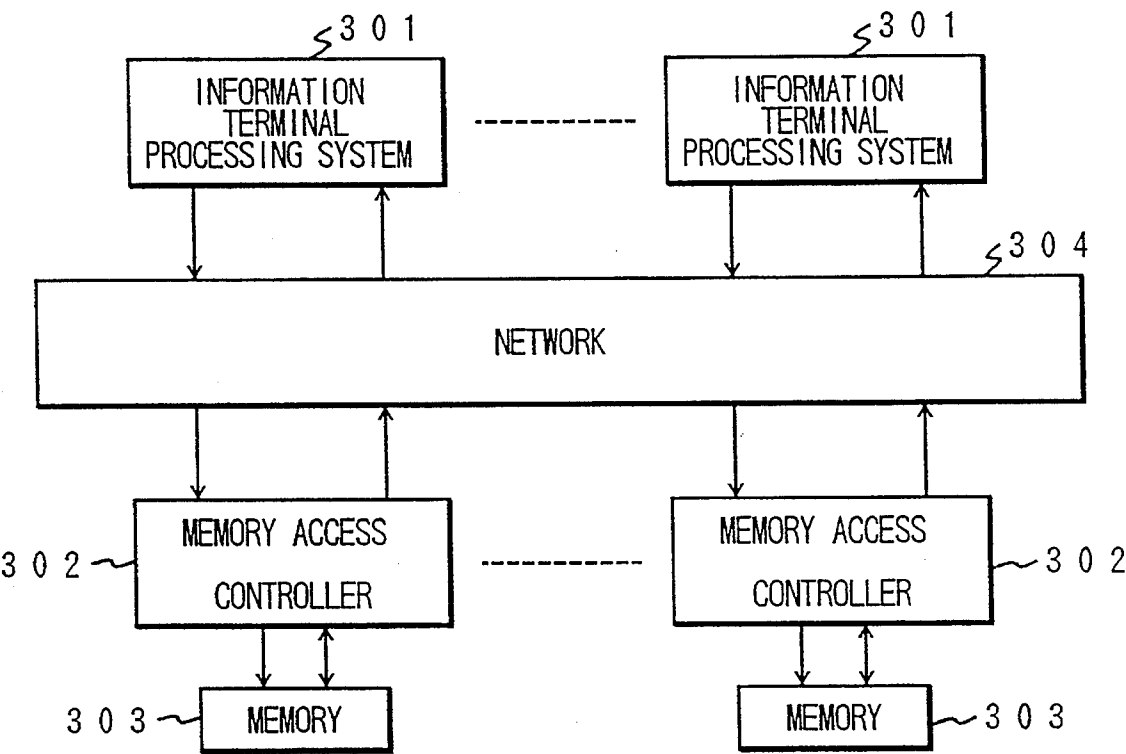 301
301
INFORMATION
TERMINAL
PROCESSING SYSTEM
INFORMATION
TERMINAL
PROCESSING SYSTEM
304
NETWORK
MEMORY ACCESS
CONTROLLER
302
MEMORY ACCESS
CONTROLLER
302
303
MEMORY
MEMORY
303